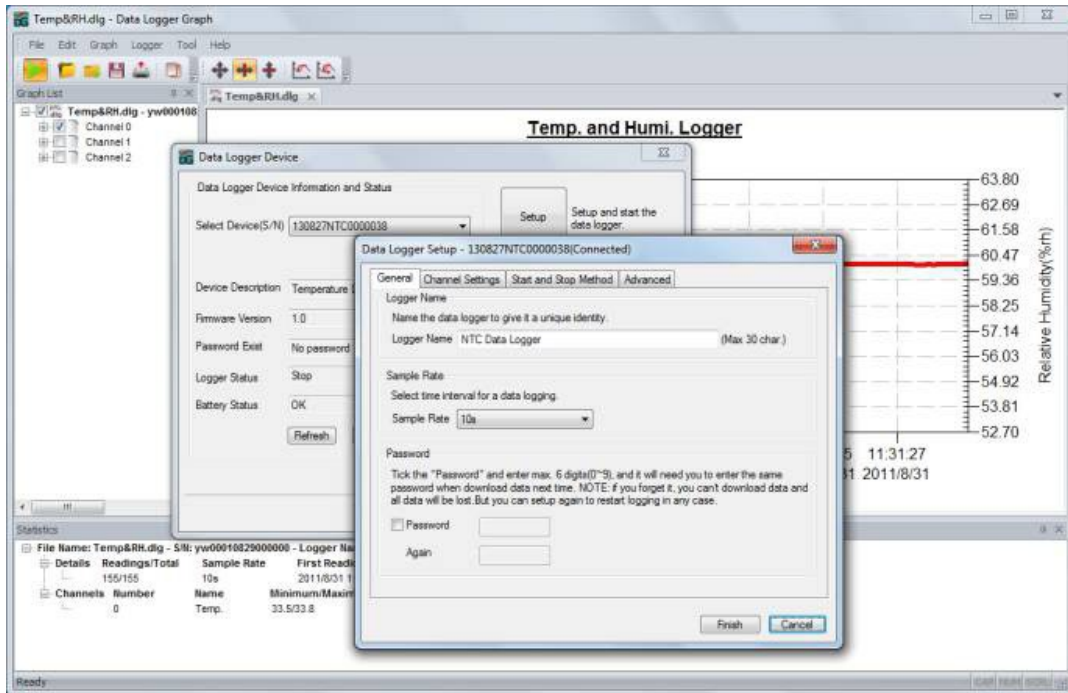 Temp&RH.dlg - Data Logger Graph
File Edit Graph Logger Tool Help
Graph List
Temp&RH.dlg
Temp&RH.dlg - yw000108
Channel 0
Channel 1
Channel 2
Temp. and Humi. Logger
63.80
62.69
61.58
60.47
59.36
58.25
57.14
56.03
54.92
53.81
52.70
Relative Humidity(%rh)
11:31:27
2011/8/31
Data Logger Device
Data Logger Device Information and Status
Select Device(S/N) 130827NTC0000038
Setup
Setup and start the
data logger.
Device Description Temperature
Firmware Version 1.0
Password Exist No password
Logger Status Stop
Battery Status OK
Refresh
Data Logger Setup - 130827NTC0000038(Connected)
General Channel Settings Start and Stop Method Advanced
Logger Name
Name the data logger to give it a unique identity.
Logger Name NTC Data Logger (Max 30 char.)
Sample Rate
Select time interval for a data logging.
Sample Rate 10s
Password
Tick the "Password" and enter max. 6 digits(0~9), and it will need you to enter the same
password when download data next time. NOTE: if you forget it, you can't download data and
all data will be lost.But you can setup again to restart logging in any case.
Password
Again
Finish Cancel
Statistics
File Name: Temp&RH.dlg - S/N: yw00010829000000 - Logger Na
Details Readings/Total Sample Rate First Readi
155/155 10s 2011/8/31 1
Channels Number Name Minimum/Maxim
0 Temp. 33.5/33.8
Ready
CAP NUM SCRL